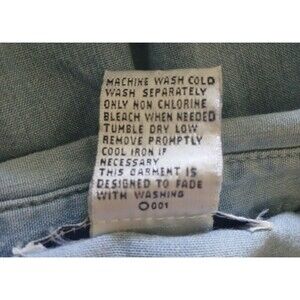 MACHINE WASH COLD
WASH SEPARATELY
ONLY NON CHLORINE
BLEACH WHEN NEEDED
TUMBLE DRY LOW
REMOVE PROMPTLY
COOL IRON IF
NECESSARY
THIS GARMENT IS
DESIGNED TO FADE
WITH WASHING
O 001